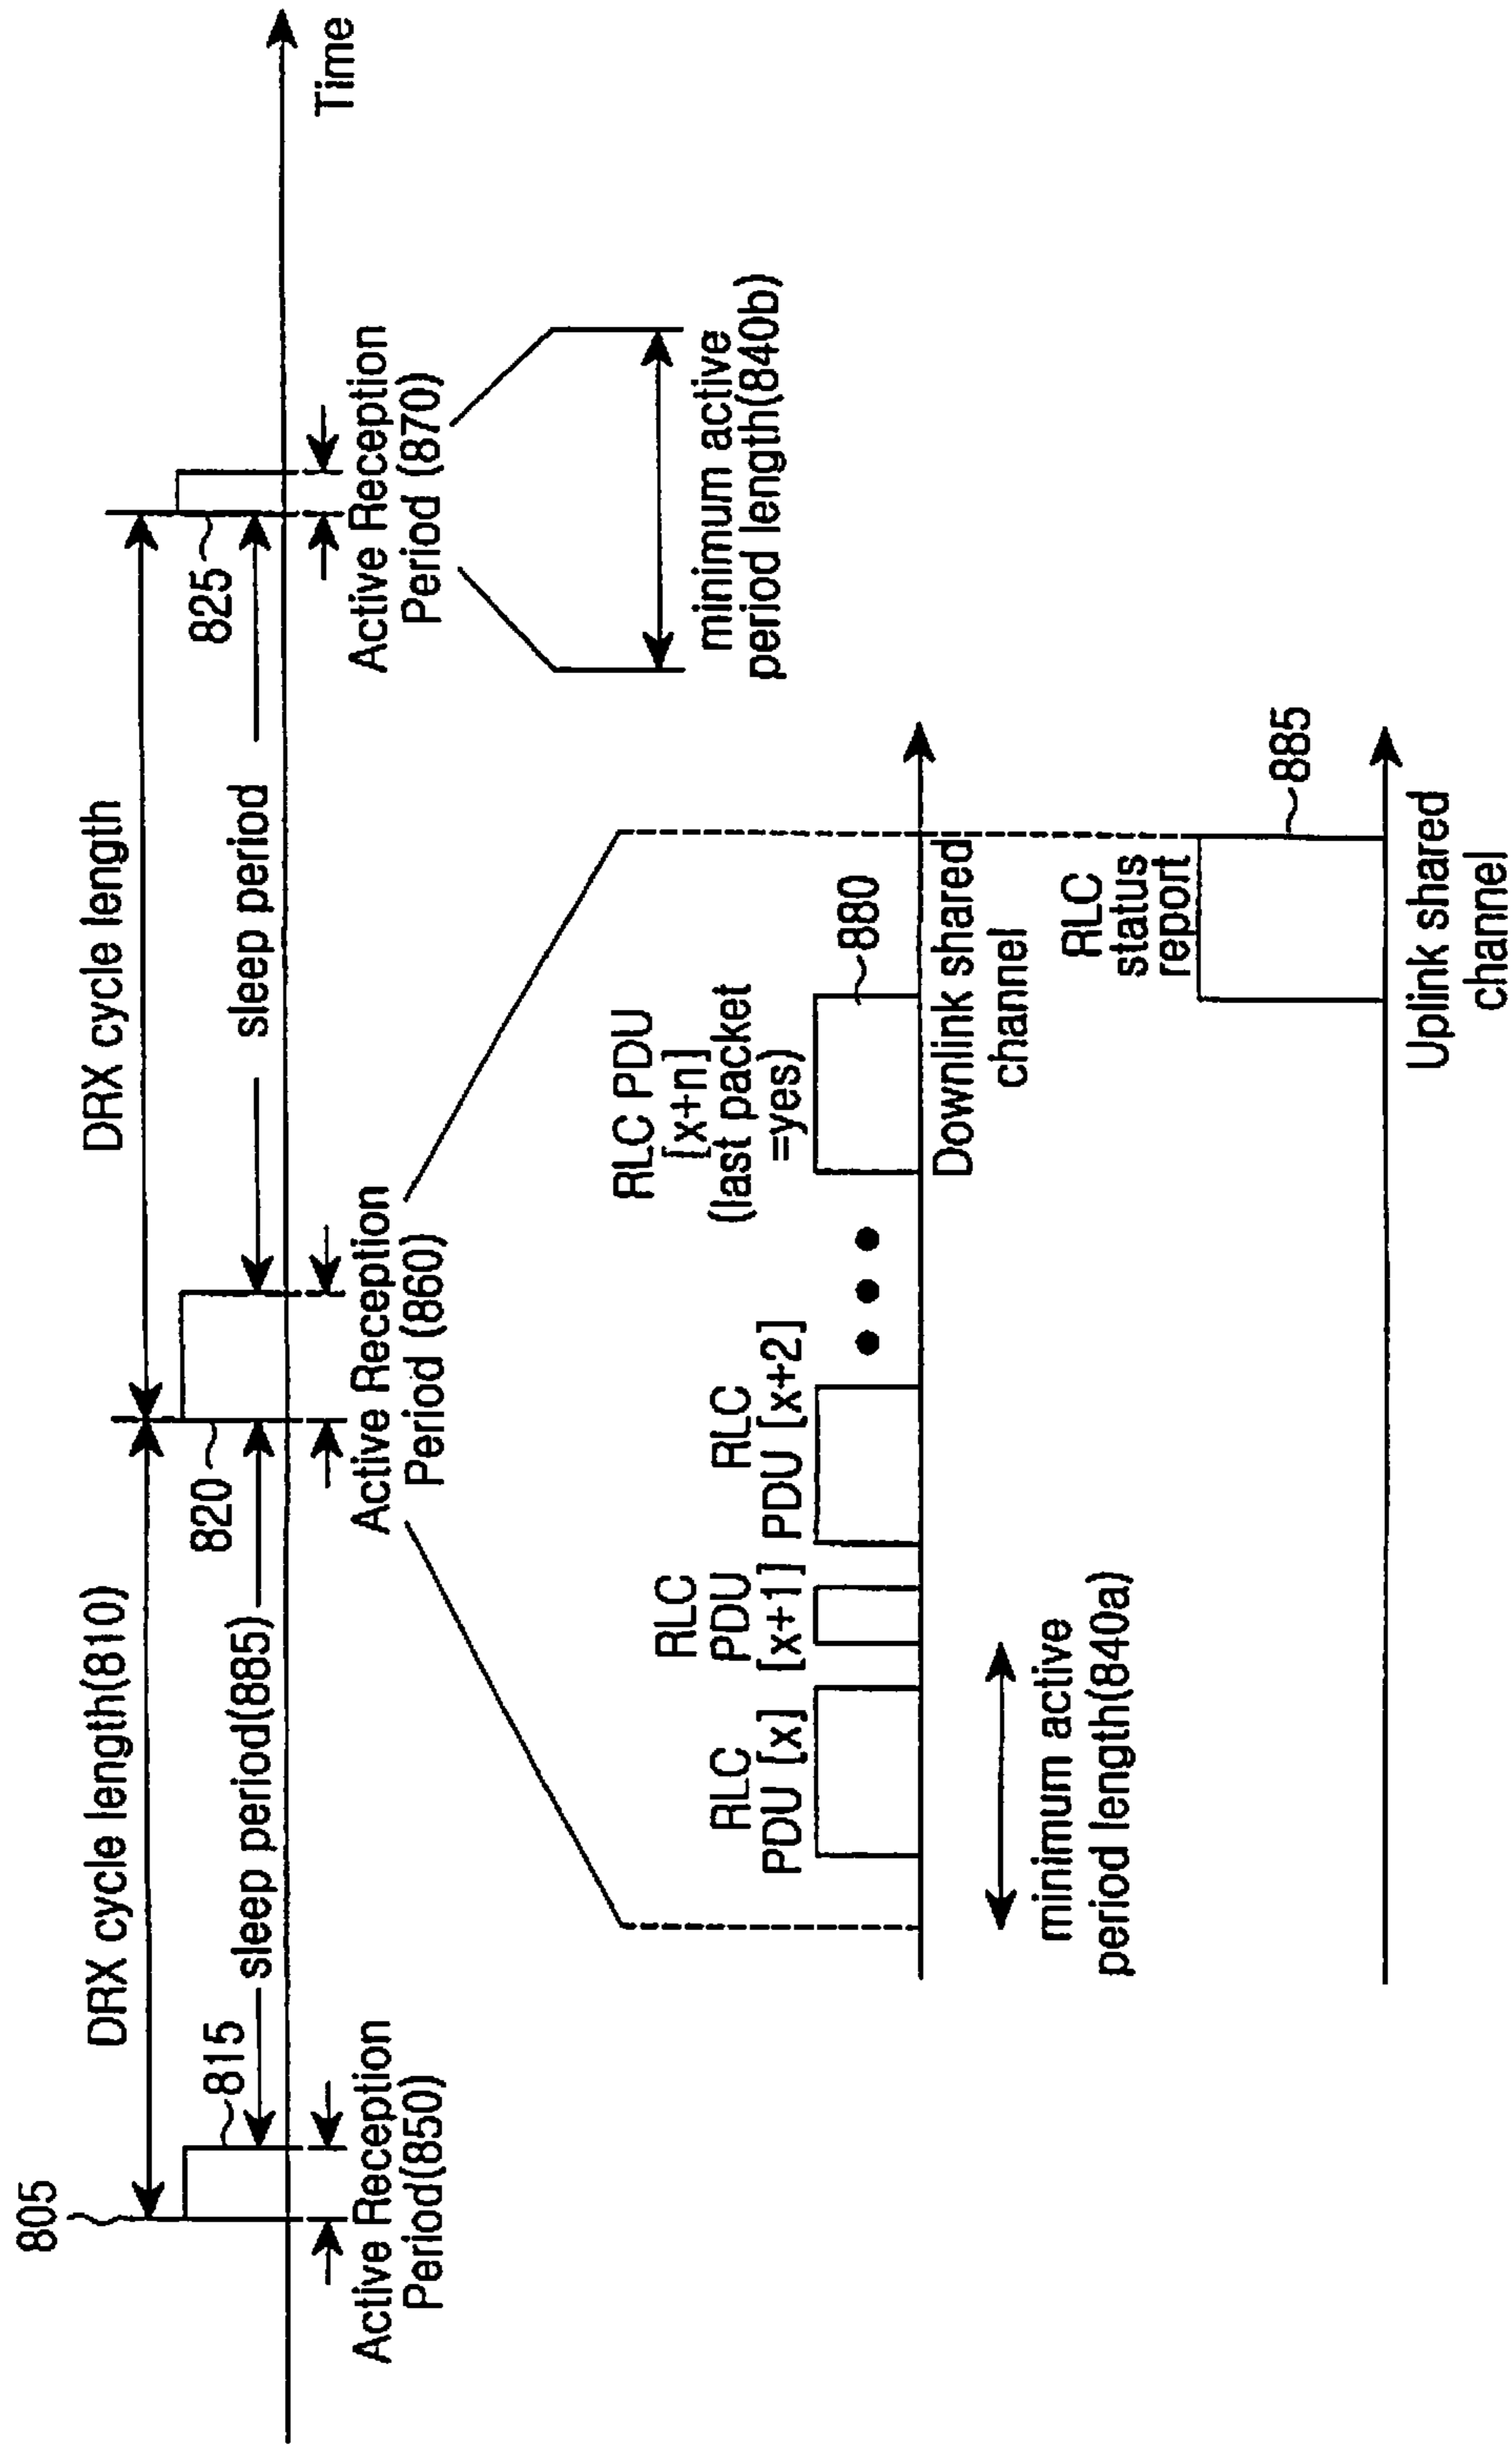 805
DRX cycle length(810)
DRX cycle length
815
820
825
sleep period(885)
sleep period
Time
Active Reception
Period(850)
Active Reception
Period (860)
Active Reception
Period (870)
minimum active
period length(840b)
RLC
PDU [x]
RLC
PDU
[x+1]
RLC
PDU [x+2]
RLC PDU
[x+n]
(last packet
=yes)
880
Downlink shared
channel
minimum active
period length(840a)
RLC
status
report
885
Uplink shared
channel